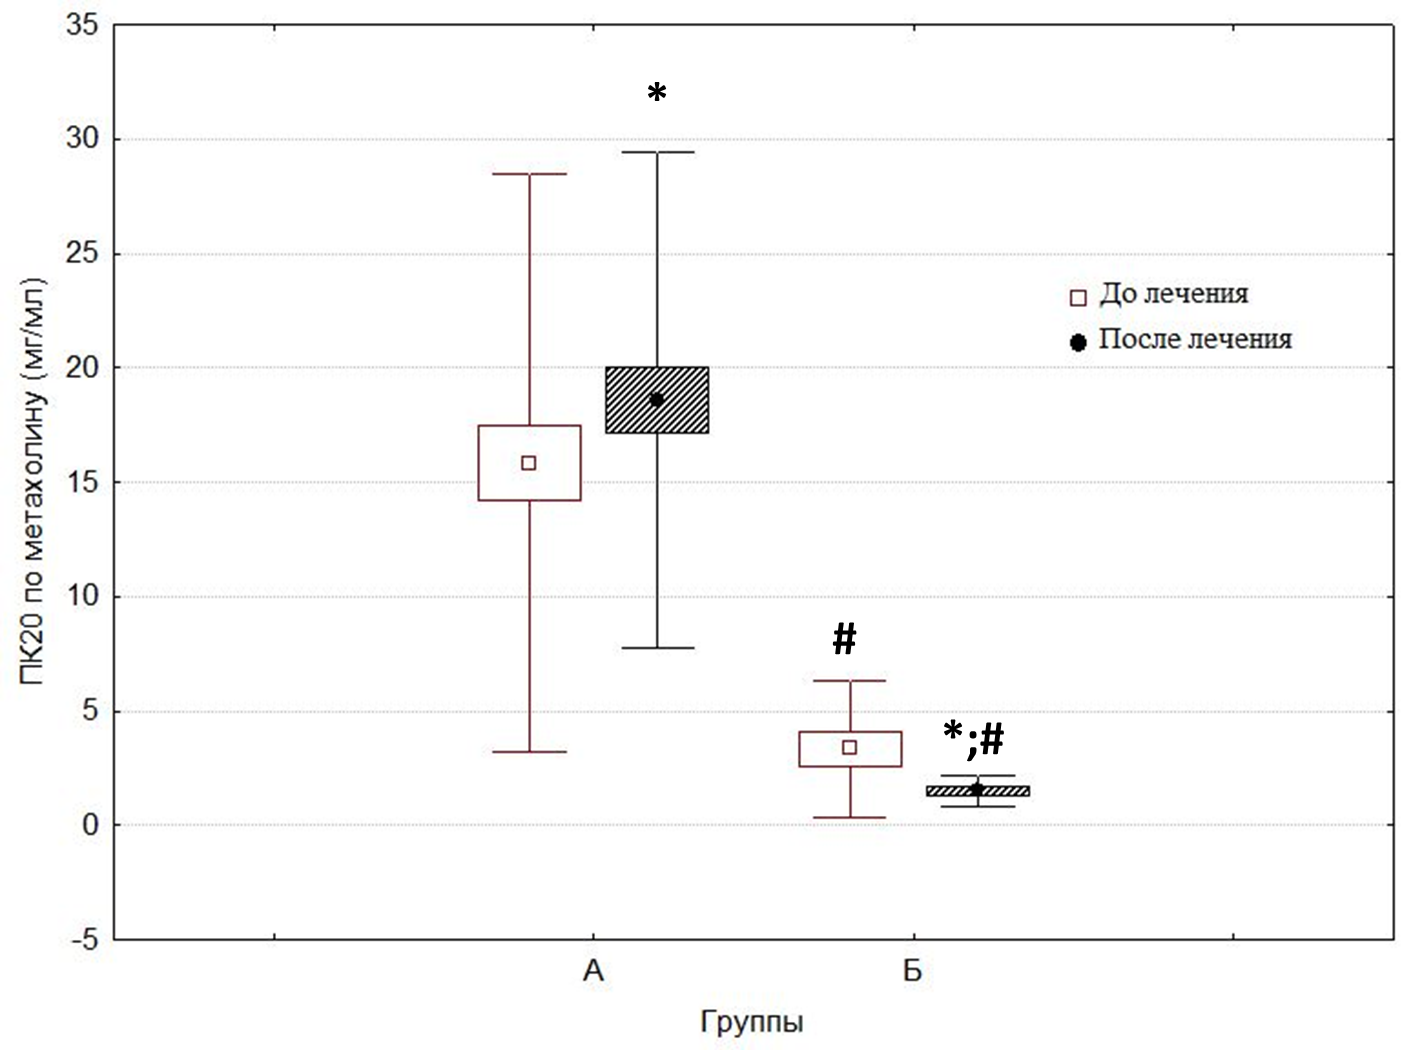 35
30
25
20
15
10
5
0
-5
ПК20 по метахолину (мг/мл)
*
До лечения
После лечения
#
*;#
А
Б
Группы